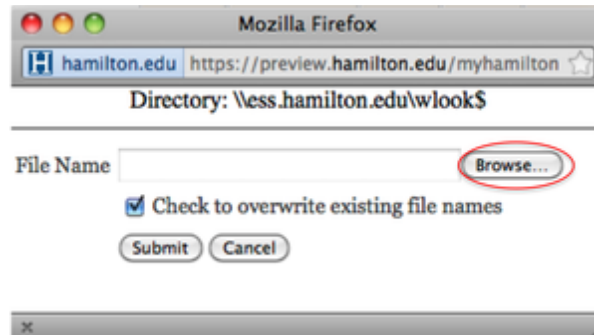 Mozilla Firefox
H hamilton.edu https://preview.hamilton.edu/myhamilton
Directory: \\ess.hamilton.edu\wlook$
File Name Browse...
Check to overwrite existing file names
Submit Cancel